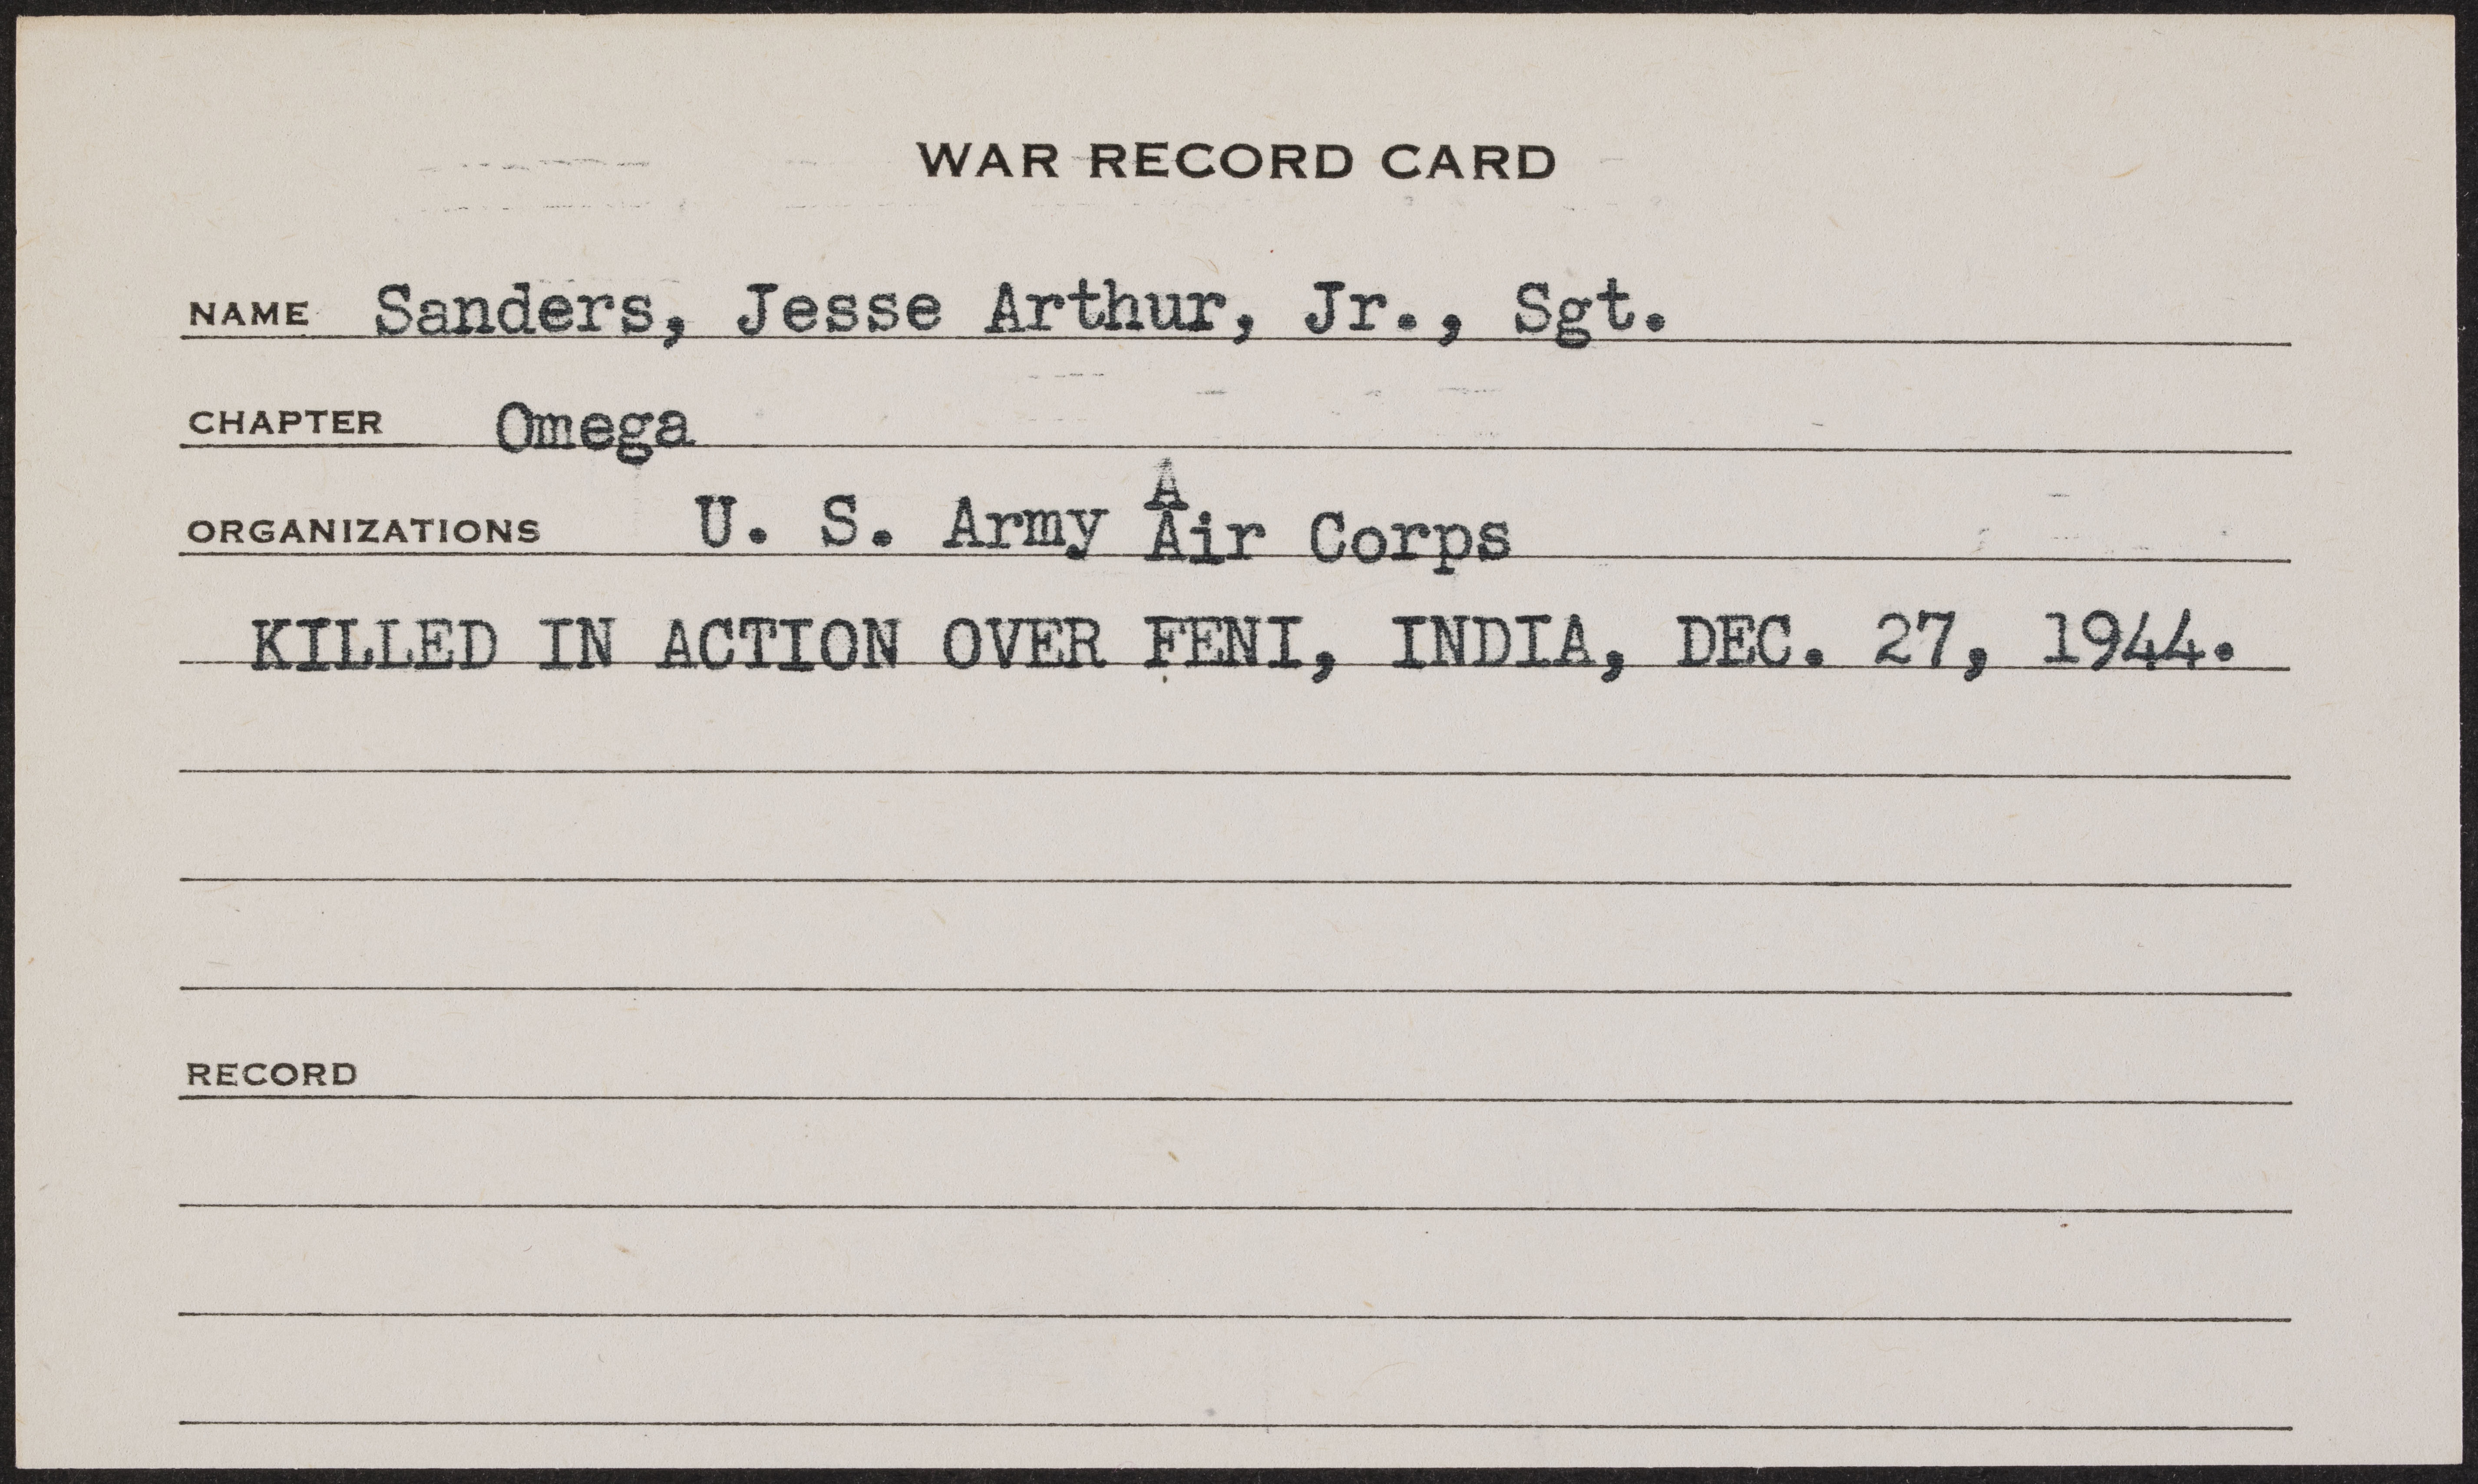 WAR RECORD CARD
NAME Sanders, Jesse Arthur, Jr., Sgt.
CHAPTER Omega
ORGANIZATIONS U. S. Army Air Corps
KILLED IN ACTION OVER FENI, INDIA, DEC. 27, 1944.
RECORD